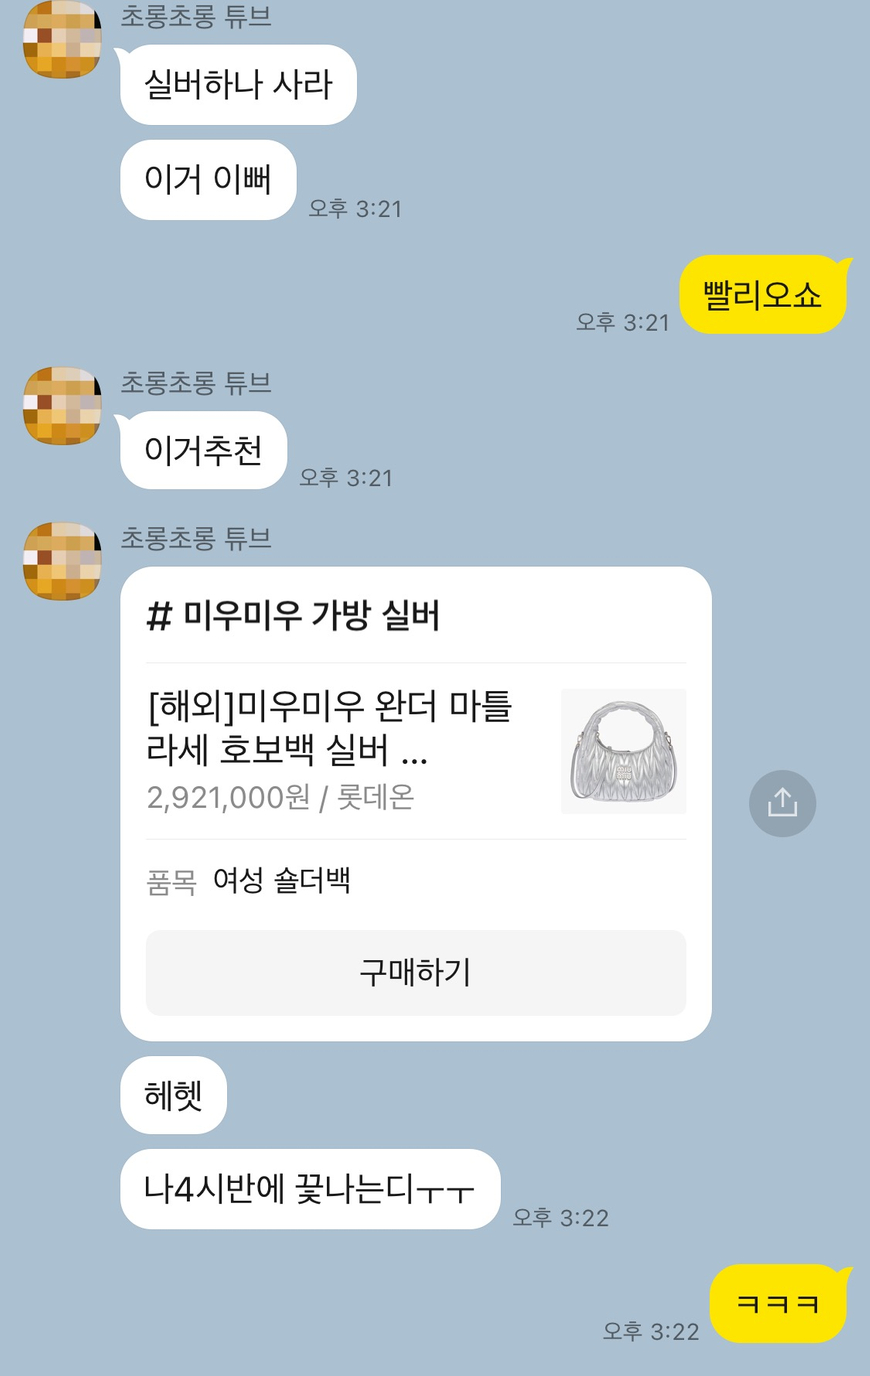 초롱초롱 튜브
실버하나 사라
이거 이뻐
오후 3:21
빨리오쇼
오후 3:21
초롱초롱 튜브
이거추천
오후 3:21
초롱초롱 튜브
# 미우미우 가방 실버
[해외]미우미우 완더 마틀
라세 호보백 실버 ...
2,921,000원 / 롯데온
품목 여성 숄더백
구매하기
헤헷
나4시반에 꿏나는디ㅜㅜ
오후 3:22
ㅋㅋㅋ
오후 3:22